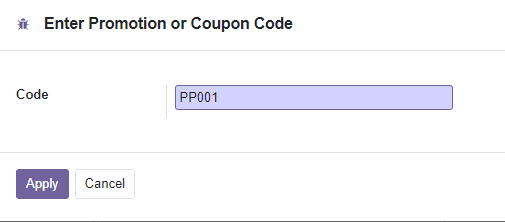 Enter Promotion or Coupon Code
Code
PP001
Apply
Cancel